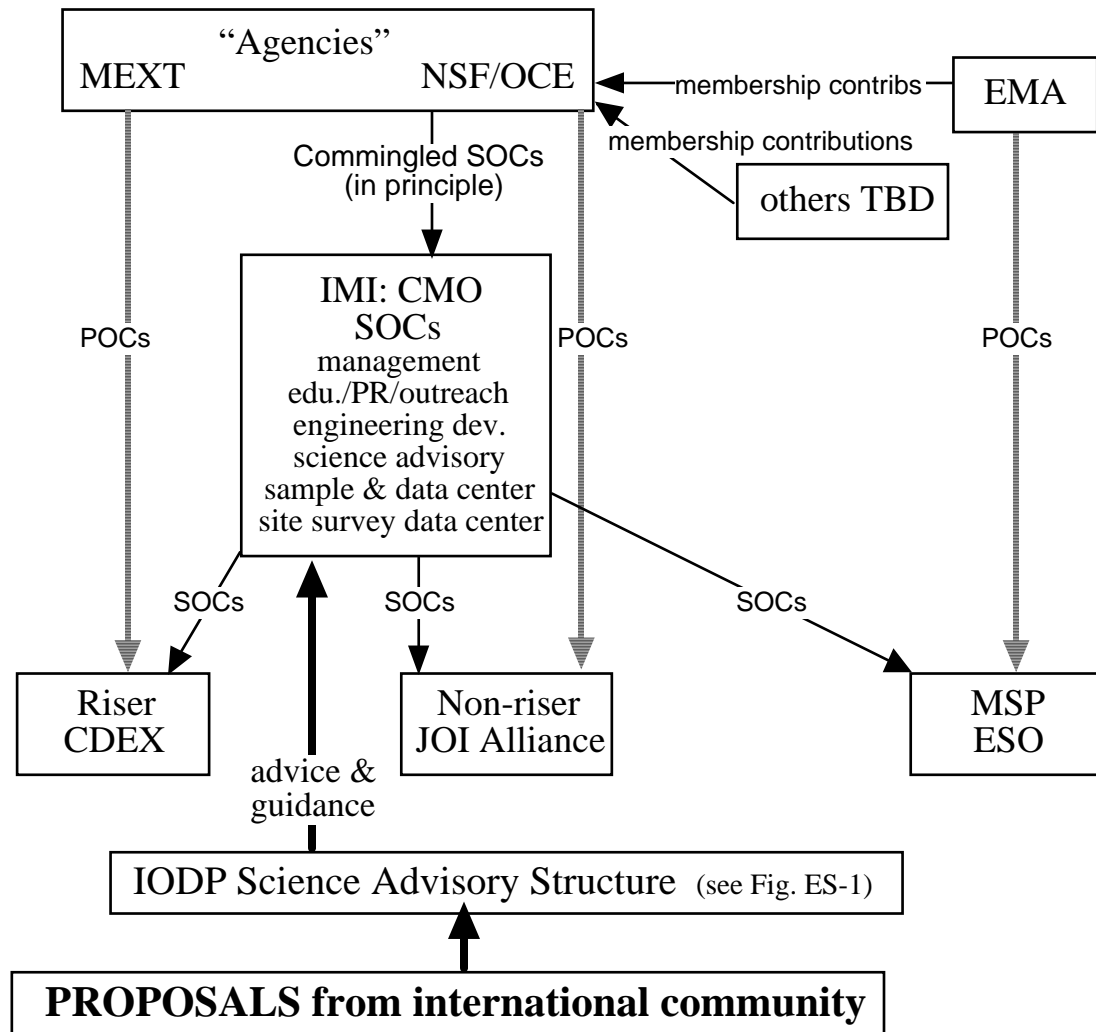 “Agencies”
MEXT NSF/OCE
membership contribs
EMA
membership contributions
others TBD
Commingled SOCs
(in principle)
IMI: CMO
SOCs
management
edu./PR/outreach
engineering dev.
science advisory
sample & data center
site survey data center
POCs
POCs
POCs
SOCs
SOCs
SOCs
Riser
CDEX
Non-riser
JOI Alliance
MSP
ESO
advice &
guidance
IODP Science Advisory Structure (see Fig. ES-1)
PROPOSALS from international community